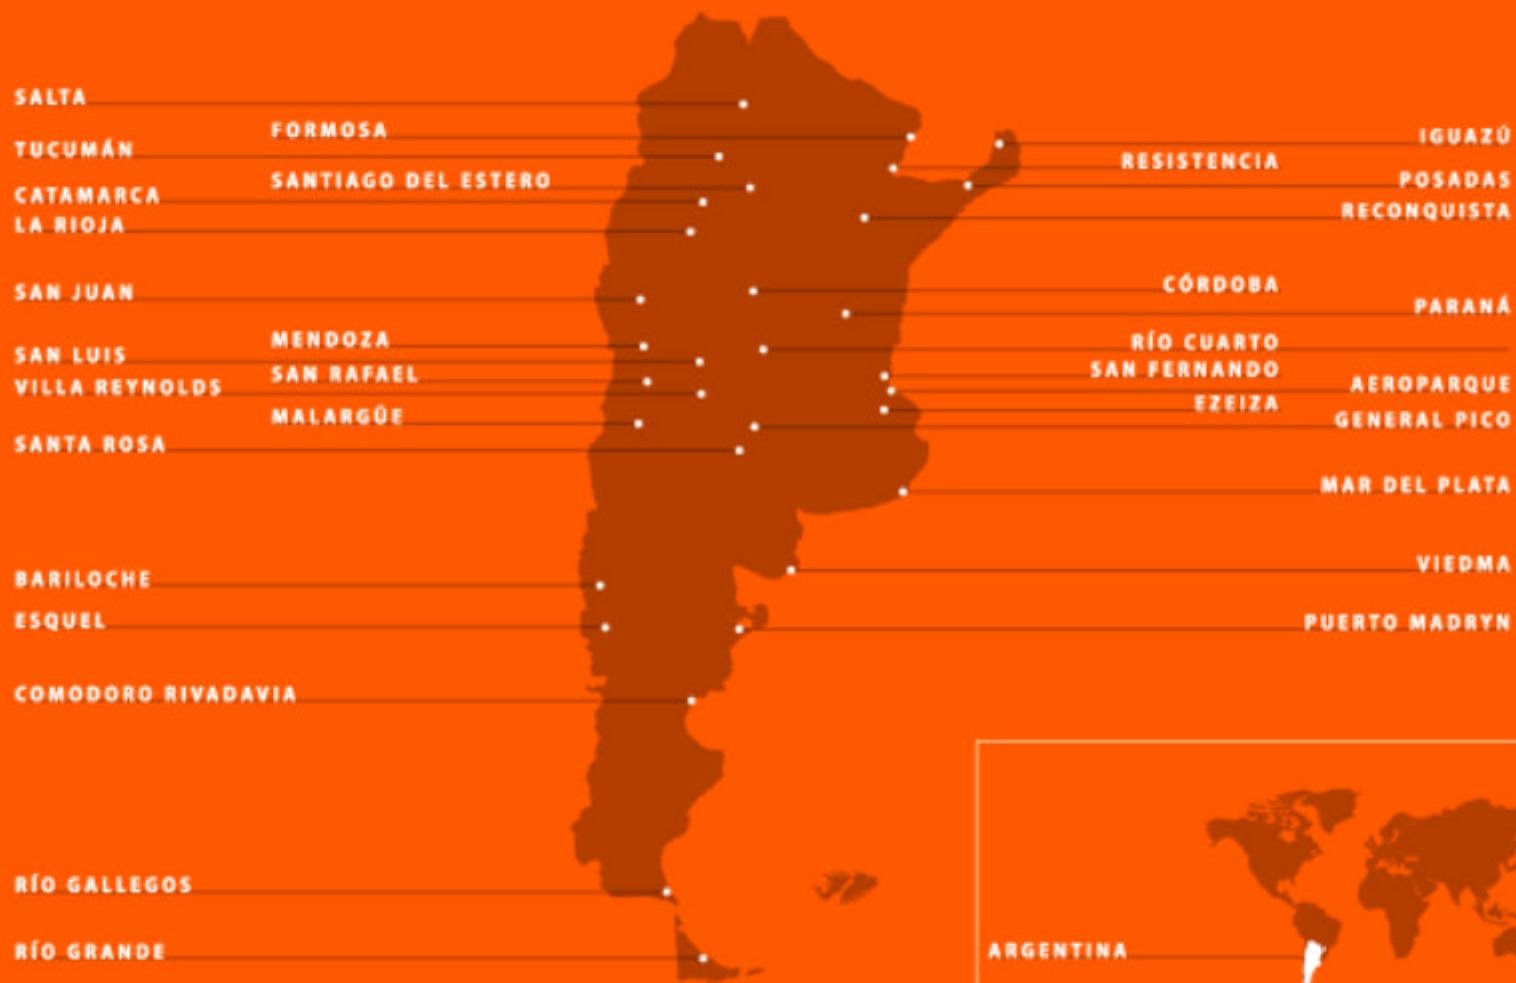 SALTA
FORMOSA
IGUAZÚ
TUCUMÁN
RESISTENCIA
SANTIAGO DEL ESTERO
POSADAS
CATAMARCA
RECONQUISTA
LA RIOJA
CÓRDOBA
SAN JUAN
PARANÁ
MENDOZA
RÍO CUARTO
SAN LUIS
SAN FERNANDO
SAN RAFAEL
AEROPARQUE
VILLA REYNOLDS
EZEIZA
MALARGÜE
GENERAL PICO
SANTA ROSA
MAR DEL PLATA
VIEDMA
BARILOCHE
ESQUEL
PUERTO MADRYN
COMODORO RIVADAVIA
RÍO GALLEGOS
RÍO GRANDE
ARGENTINA